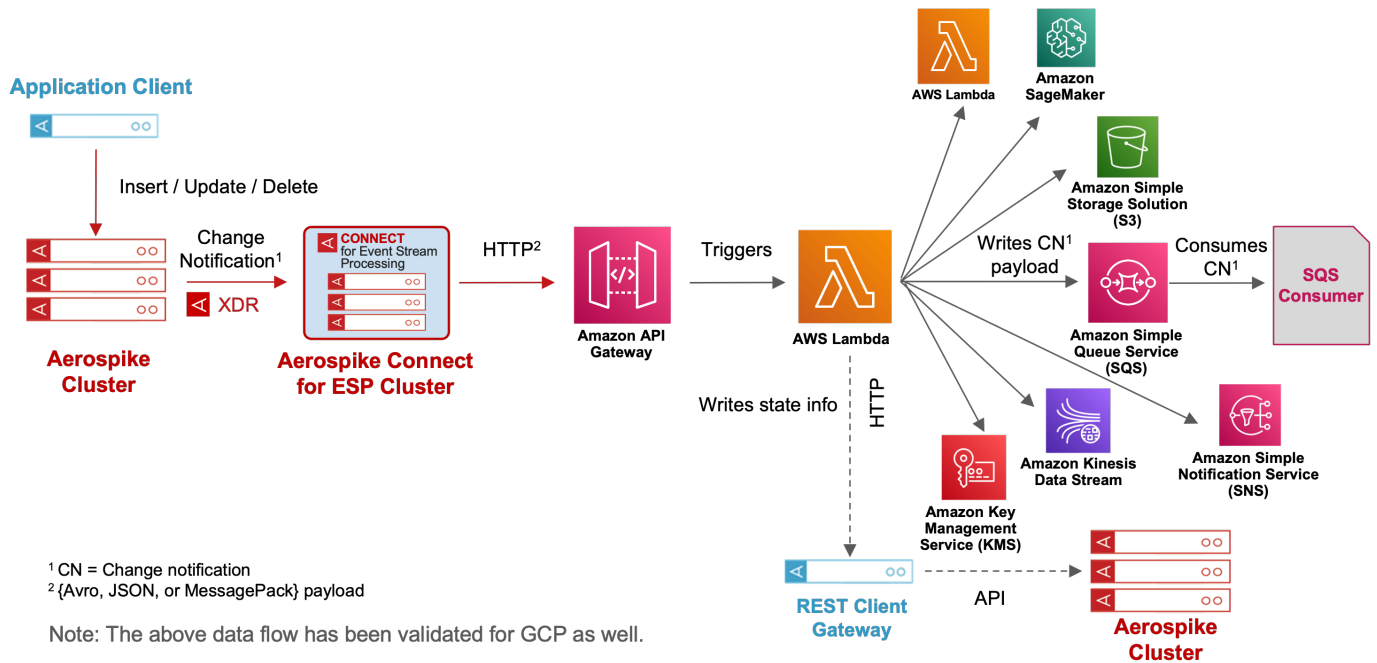 Application Client
Insert / Update / Delete
Aerospike
Cluster
Change
Notification¹
XDR
CONNECT
for Event Stream
Processing
Aerospike Connect
for ESP Cluster
HTTP²
Amazon API
Gateway
Triggers
AWS Lambda
AWS Lambda
Amazon
SageMaker
Amazon Simple
Storage Solution
(S3)
Writes CN¹
payload
Amazon Simple
Queue Service
(SQS)
Consumes
CN¹
SQS
Consumer
Amazon Simple
Notification Service
(SNS)
Amazon Kinesis
Data Stream
Amazon Key
Management
Service (KMS)
Writes state info
HTTP
REST Client
Gateway
API
Aerospike
Cluster
¹ CN = Change notification
² {Avro, JSON, or MessagePack} payload
Note: The above data flow has been validated for GCP as well.